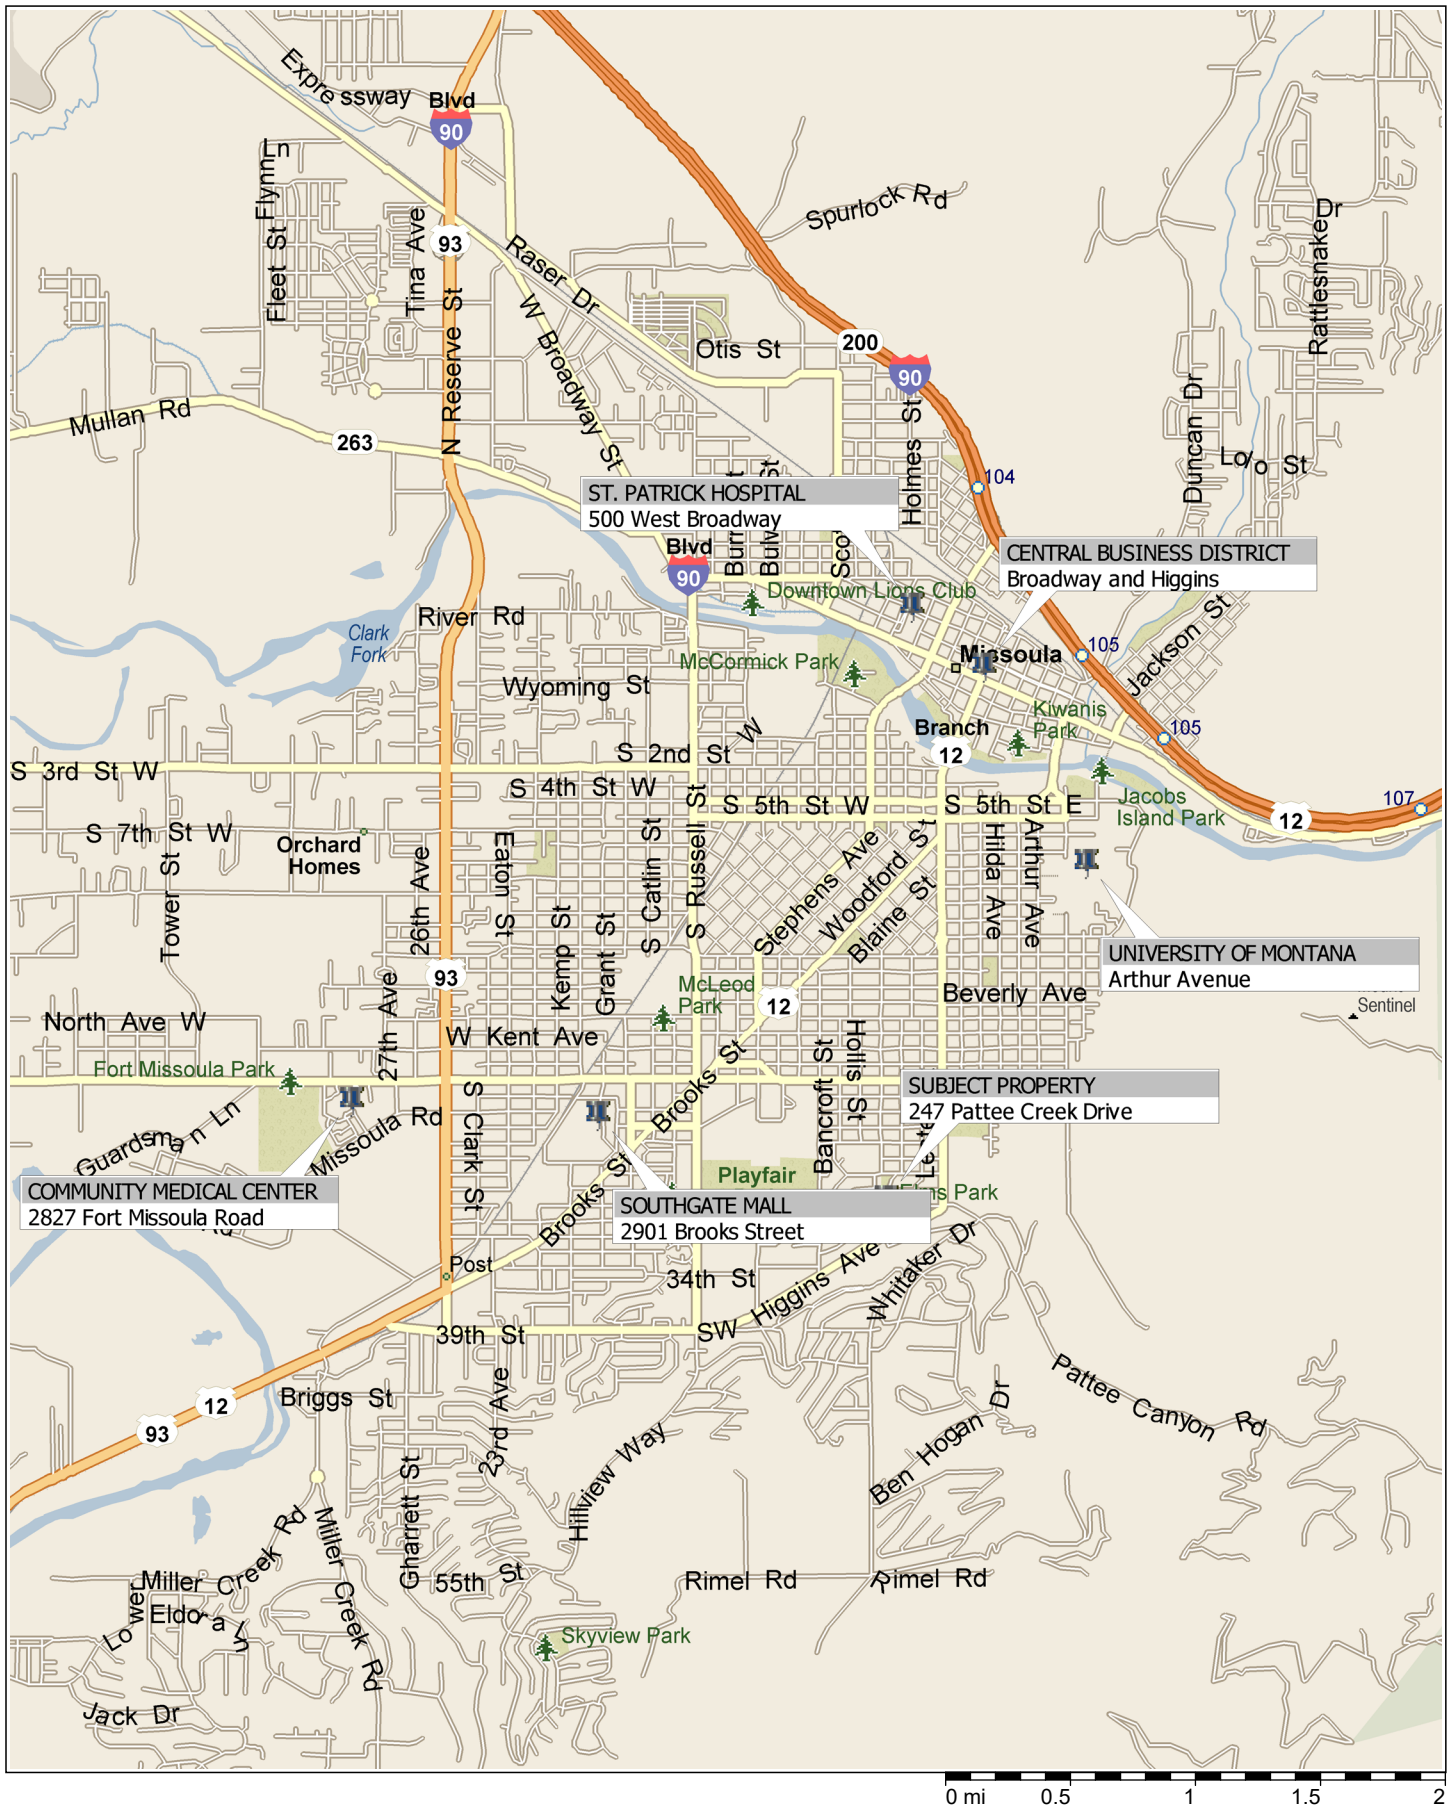 Expressway
Blvd
90
Flynn Ln
Fleet St
Tina Ave
93
N Reserve St
Raser Dr
W Broadway St
Spurlock Rd
Rattlesnake Dr
Otis St
200
90
Mullan Rd
263
Holmes St
Duncan Dr
Lolo St
104
ST. PATRICK HOSPITAL
500 West Broadway
Blvd
90
CENTRAL BUSINESS DISTRICT
Broadway and Higgins
Downtown Lions Club
River Rd
Clark
Fork
McCormick Park
Missoula
105
Jackson St
Wyoming St
Kiwanis
Park
Branch
12
105
S 2nd St W
S 3rd St W
S 4th St W
S 5th St W
S 5th St E
Jacobs
Island Park
107
12
S 7th St W
Orchard
Homes
Tower St
26th Ave
Eaton St
Kemp St
Grant St
S Catlin St
S Russell St
Stephens Ave
Woodford St
Blaine St
Hilda Ave
Arthur Ave
UNIVERSITY OF MONTANA
Arthur Avenue
Sentinel
93
McLeod
Park
12
Beverly Ave
North Ave W
27th Ave
W Kent Ave
Fort Missoula Park
Brooks St
Bancroft St
Hollis St
SUBJECT PROPERTY
247 Pattee Creek Drive
Guardsman Ln
Missoula Rd
S Clark St
COMMUNITY MEDICAL CENTER
2827 Fort Missoula Road
Rd
Brooks St
Playfair
SOUTHGATE MALL
2901 Brooks Street
Elms Park
Post
34th St
SW Higgins Ave
Whitaker Dr
39th St
Briggs St
12
93
23rd Ave
Hillview Way
Gharrett St
Ben Hogan Dr
Pattee Canyon Rd
Miller Creek Rd
Lower Miller Creek Rd
Eldora Ln
55th St
Rimel Rd
Rimel Rd
Skyview Park
Jack Dr
0 mi 0.5 1 1.5 2